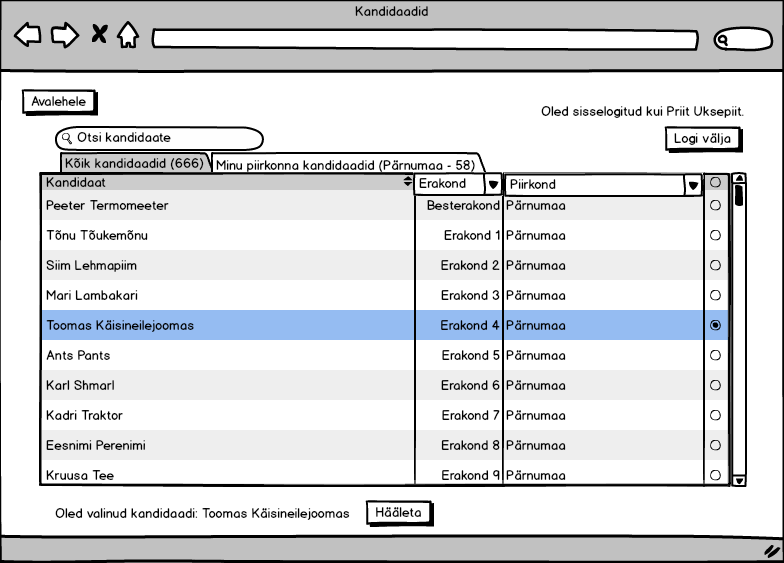 Kandidaadid
Avalehele
Oled sisselogitud kui Priit Uksepiit.
Otsi kandidaate
Logi välja
Kõik kandidaadid (666) Minu piirkonna kandidaadid (Pärnumaa - 58)
Kandidaat Erakond Piirkond
Peeter Termomeeter Besterakond Pärnumaa
Tõnu Tõukemõnu Erakond 1 Pärnumaa
Siim Lehmapiim Erakond 2 Pärnumaa
Mari Lambakari Erakond 3 Pärnumaa
Toomas Käisineilejoomas Erakond 4 Pärnumaa
Ants Pants Erakond 5 Pärnumaa
Karl Shmarl Erakond 6 Pärnumaa
Kadri Traktor Erakond 7 Pärnumaa
Eesnimi Perenimi Erakond 8 Pärnumaa
Kruusa Tee Erakond 9 Pärnumaa
Oled valinud kandidaadi: Toomas Käisineilejoomas Hääleta